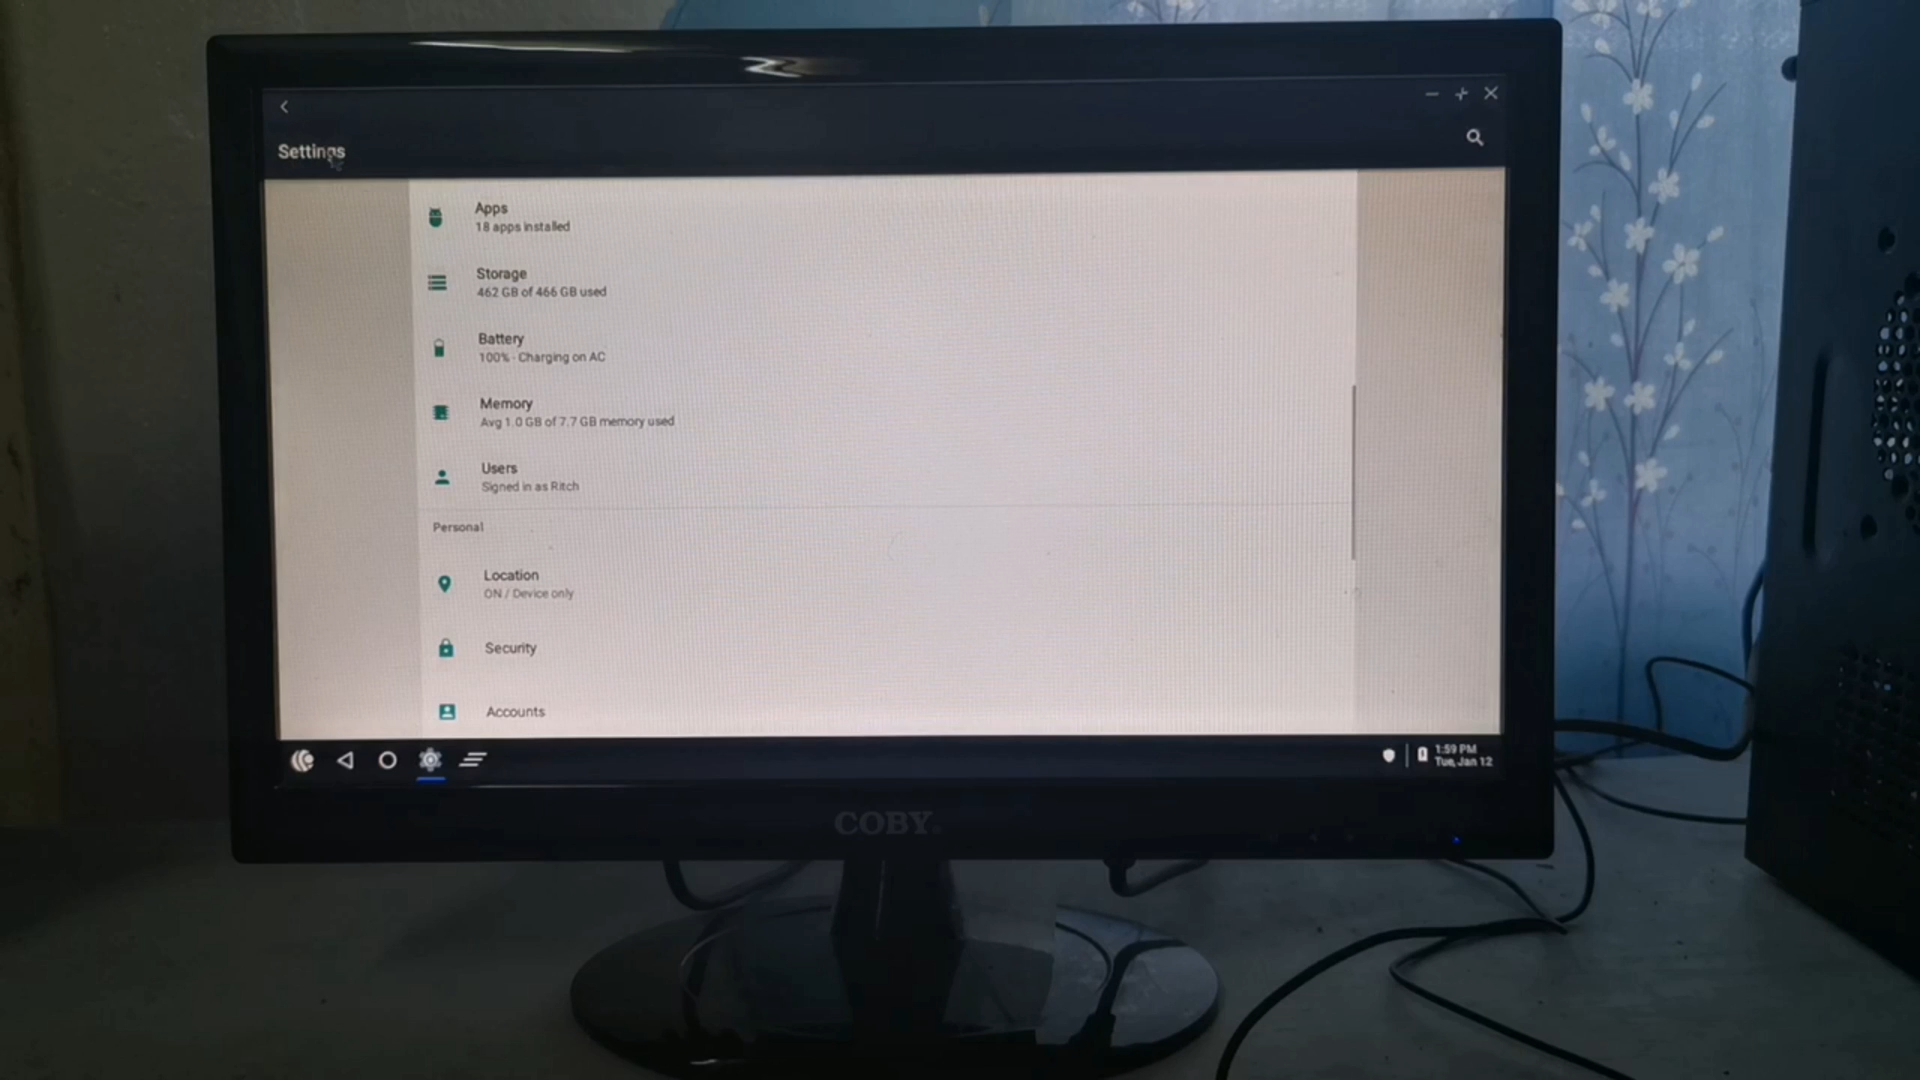 Settings
Apps
18 apps installed
Storage
462 GB of 466 GB used
Battery
100% - Charging on AC
Memory
Avg 1.0 GB of 7.7 GB memory used
Users
Signed in as Ritch
Personal
Location
ON / Device only
Security
Accounts
1:59 PM
Tue, Jan 12
COBY